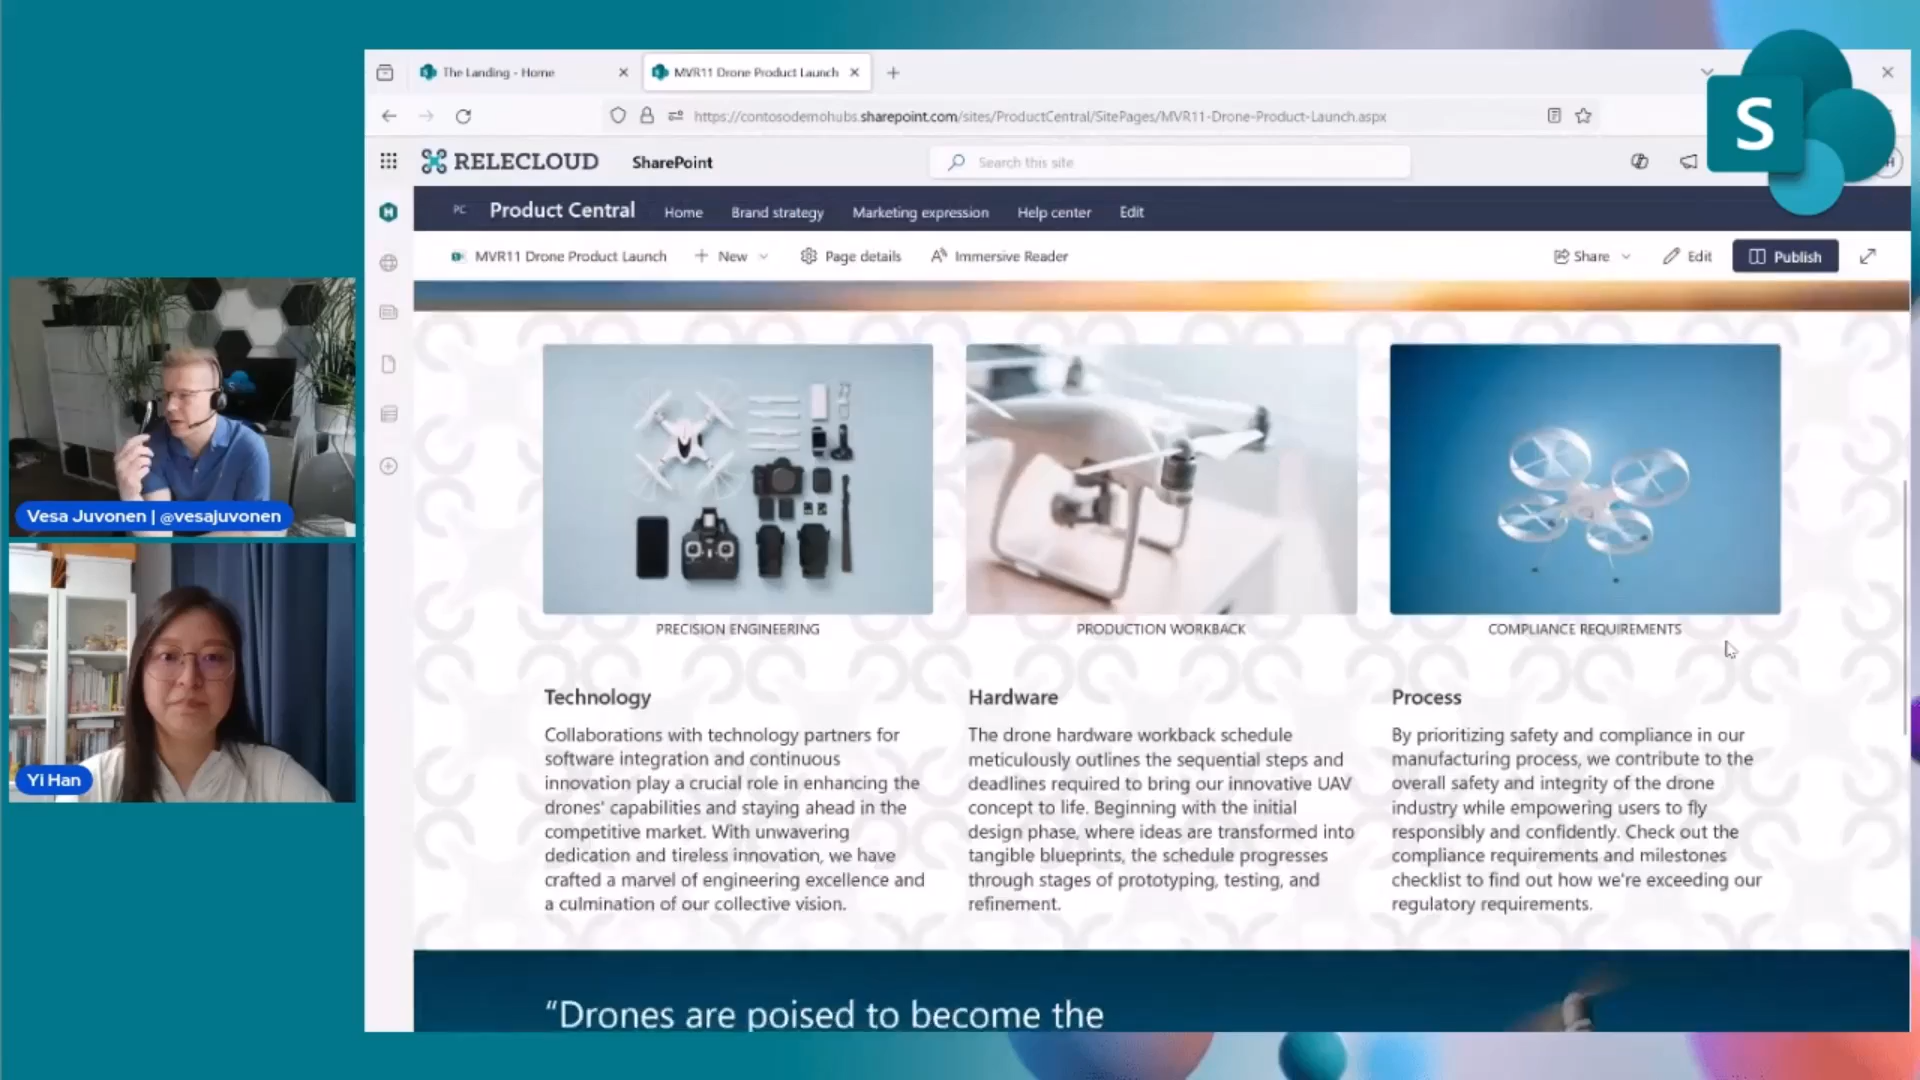 The Landing - Home
MVR11 Drone Product Launch
https://contosodemohubs.sharepoint.com/sites/ProductCentral/SitePages/MVR11-Drone-Product-Launch.aspx
S
RELECLOUD
SharePoint
Search this site
H
PC
Product Central
Home
Brand strategy
Marketing expression
Help center
Edit
MVR11 Drone Product Launch
New
Page details
Immersive Reader
Share
Edit
Publish
PRECISION ENGINEERING
PRODUCTION WORKBACK
COMPLIANCE REQUIREMENTS
Technology
Collaborations with technology partners for
software integration and continuous
innovation play a crucial role in enhancing the
drones' capabilities and staying ahead in the
competitive market. With unwavering
dedication and tireless innovation, we have
crafted a marvel of engineering excellence and
a culmination of our collective vision.
Hardware
The drone hardware workback schedule
meticulously outlines the sequential steps and
deadlines required to bring our innovative UAV
concept to life. Beginning with the initial
design phase, where ideas are transformed into
tangible blueprints, the schedule progresses
through stages of prototyping, testing, and
refinement.
Process
By prioritizing safety and compliance in our
manufacturing process, we contribute to the
overall safety and integrity of the drone
industry while empowering users to fly
responsibly and confidently. Check out the
compliance requirements and milestones
checklist to find out how we're exceeding our
regulatory requirements.
“Drones are poised to become the
Vesa Juvonen | @vesajuvonen
Yi Han